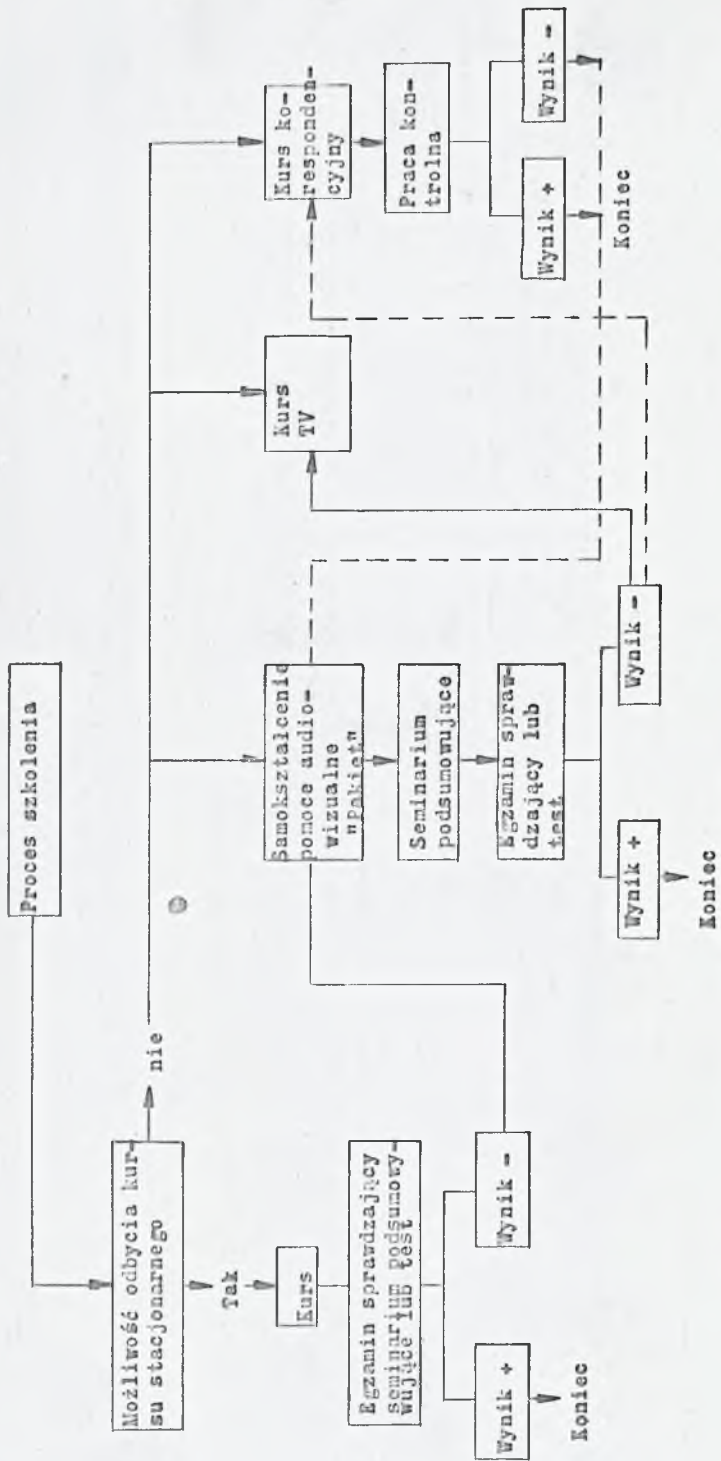 Proces szkolenia
Możliwość odbycia kur-
su stacjonarnego
nie
Tak
Kurs
Egzamin sprawdzający
seminarium podsumowy-
wujące lub test
Wynik +
Wynik -
Koniec
Samokształcenie
pomoce audio-
wizualne
"Pakiet"
Seminarium
podsumowujące
Egzamin spraw-
dzający lub
test
Wynik +
Wynik -
Koniec
Kurs
TV
Kurs ko-
responden-
cyjny
Praca kon-
trolna
Wynik +
Wynik -
Koniec